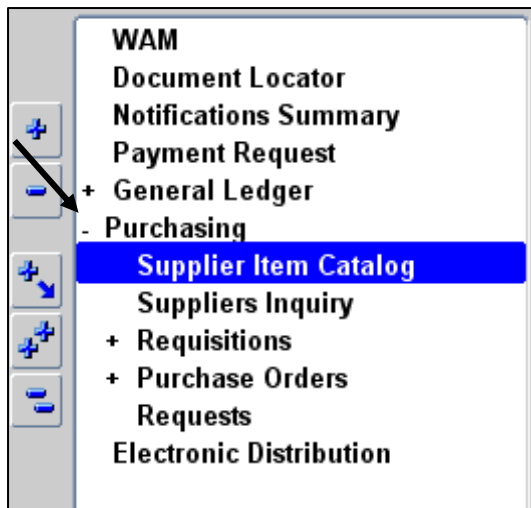 WAM
Document Locator
Notifications Summary
Payment Request
+ General Ledger
- Purchasing
Supplier Item Catalog
Suppliers Inquiry
+ Requisitions
+ Purchase Orders
Requests
Electronic Distribution